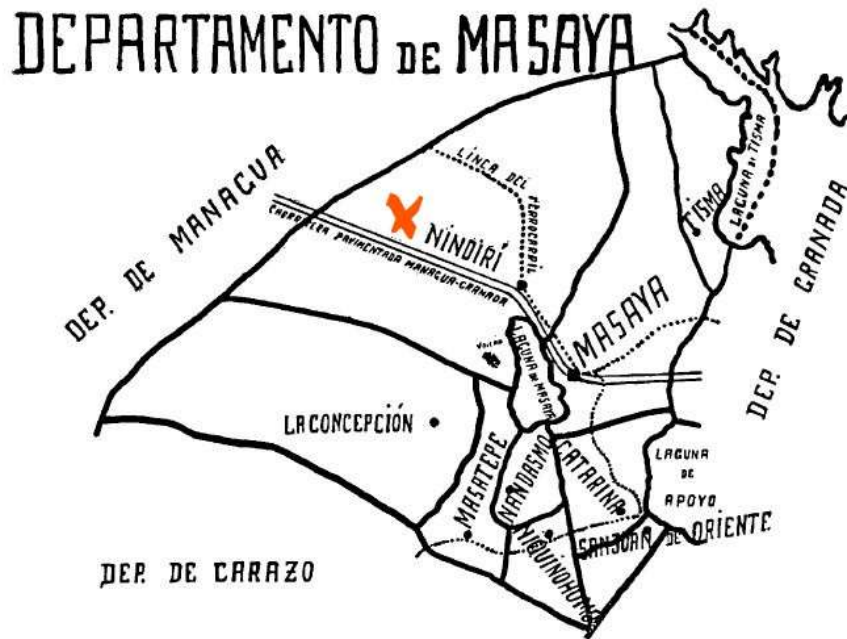 DEPARTAMENTO DE MASAYA
DEP. DE MANAGUA
LÍNEA DEL FERROCARRIL
LAGUNA DE TISMA
TISMA
CARRETERA PAVIMENTADA MANAGUA-GRANADA
NINDIRÍ
DEP. DE GRANADA
MASAYA
VOLCÁN
LAGUNA DE MASAYA
LA CONCEPCIÓN
MASATEPE
NANDASMO
CATARINA
LAGUNA
DE
APOYO
NIQUINOHOMO
SAN JUAN DE ORIENTE
DEP. DE CARAZO